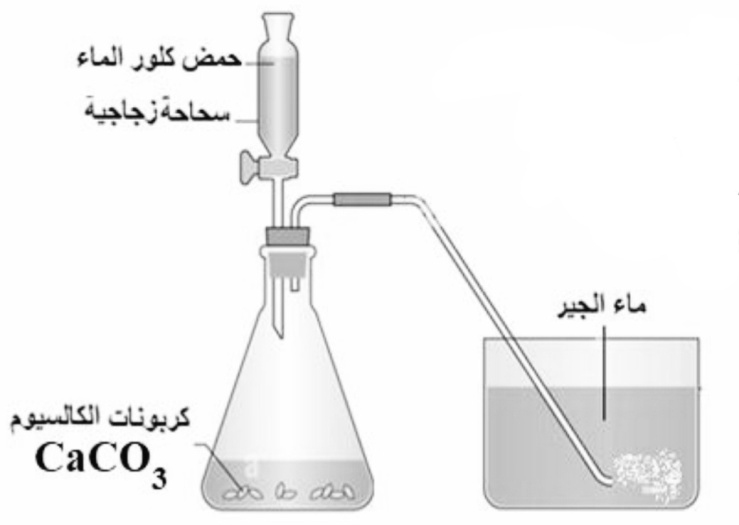 حمض كلور الماء
سحاحة زجاجية
ماء الجير
كربونات الكالسيوم
CaCO₃